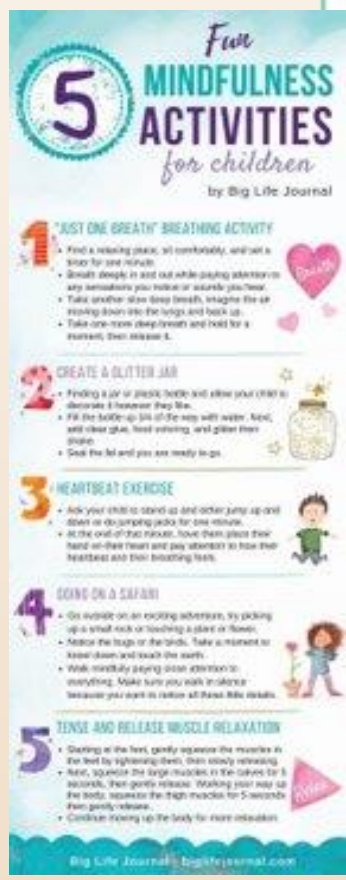 5
Fun
MINDFULNESS
ACTIVITIES
for children
by Big Life Journal
1
"JUST ONE BREATH" BREATHING ACTIVITY
• Find a relaxing place, sit comfortably, and set a
timer for one minute.
• Breath deeply in and out while paying attention to
any sensations you notice or sounds you hear.
• Take another slow deep breath, imagine the air
moving down into the lungs and back up.
• Take one more deep breath and hold for a
moment, then release it.
Breath
2
CREATE A GLITTER JAR
• Finding a jar or plastic bottle and allow your child to
decorate it however they like.
• Fill the bottle up 3/4 of the way with water. Next,
add clear glue, food coloring, and glitter then
shake.
• Seal the lid and you are ready to go.
3
HEARTBEAT EXERCISE
• Ask your child to stand up and either jump up and
down or do jumping jacks for one minute.
• At the end of that minute, have them place their
hand on their heart and pay attention to how their
heartbeat and their breathing feels.
4
GOING ON A SAFARI
• Go outside on an exciting adventure, try picking
up a small rock or touching a plant or flower.
• Notice the bugs or the birds. Take a moment to
kneel down and touch the earth.
• Walk mindfully paying close attention to
everything. Make sure you walk in silence
because you want to notice all these little details.
5
TENSE AND RELEASE MUSCLE RELAXATION
• Starting at the feet, gently squeeze the muscles in
the feet by tightening them, then slowly releasing.
• Next, squeeze the large muscles in the calves for 5
seconds, then gently release. Working your way up
the body, squeeze the thigh muscles for 5 seconds
then gently release.
• Continue moving up the body for more relaxation.
Relax
Big Life Journal - biglifejournal.com